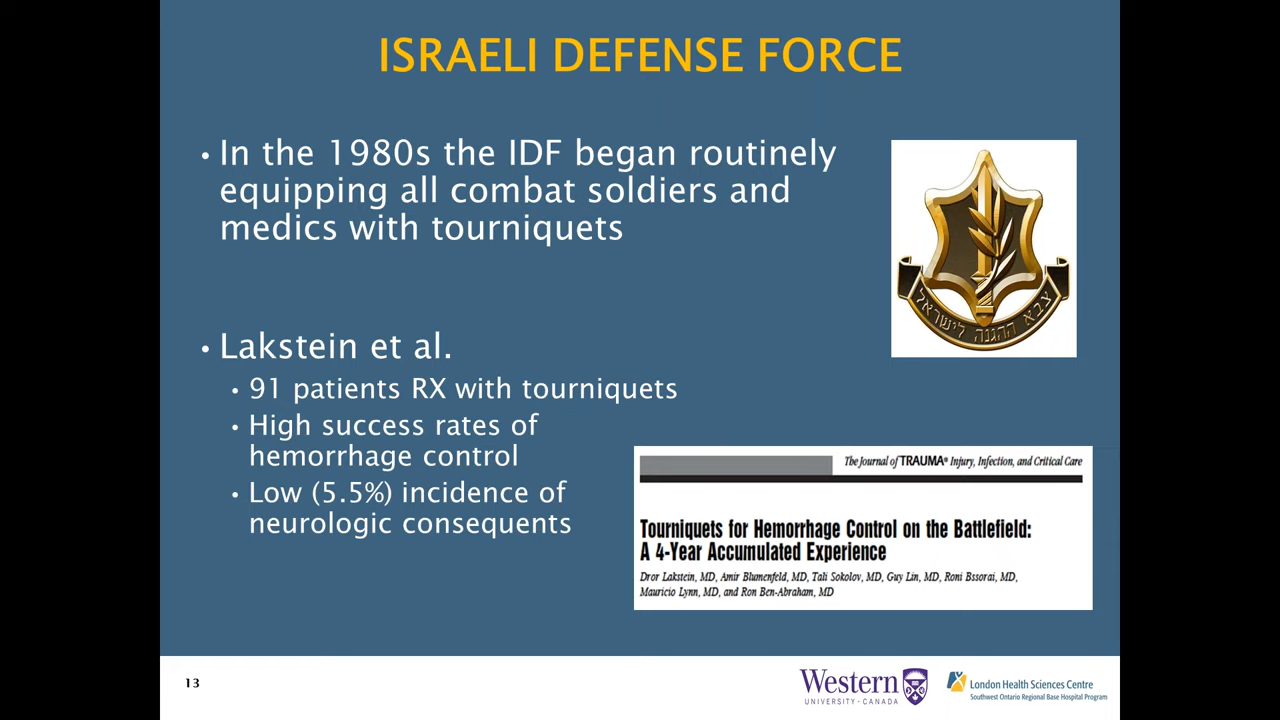 ISRAELI DEFENSE FORCE
• In the 1980s the IDF began routinely
equipping all combat soldiers and
medics with tourniquets
צבא ההגנה לישראל
• Lakstein et al.
• 91 patients RX with tourniquets
• High success rates of
hemorrhage control
• Low (5.5%) incidence of
neurologic consequents
The Journal of TRAUMA® Injury, Infection, and Critical Care
Tourniquets for Hemorrhage Control on the Battlefield:
A 4-Year Accumulated Experience
Dror Lakstein, MD, Amir Blumenfeld, MD, Tali Sokolov, MD, Guy Lin, MD, Roni Bssorai, MD,
Mauricio Lynn, MD, and Ron Ben-Abraham, MD
13
Western
UNIVERSITY · CANADA
London Health Sciences Centre
Southwest Ontario Regional Base Hospital Program